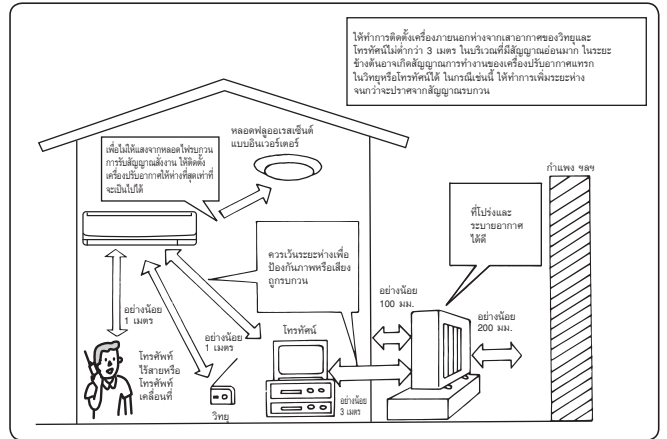 ให้ทำการติดตั้งเครื่องภายนอกห่างจากเสาอากาศของวิทยุและ
โทรทัศน์ไม่ต่ำกว่า 3 เมตร ในบริเวณที่มีสัญญาณอ่อนมาก ในระยะ
ข้างต้นอาจเกิดสัญญาณการทำงานของเครื่องปรับอากาศแทรก
ในวิทยุหรือโทรทัศน์ได้ ในกรณีเช่นนี้ ให้ทำการเพิ่มระยะห่าง
จนกว่าจะปราศจากสัญญาณรบกวน
หลอดฟลูออเรสเซ็นต์
แบบอินเวอร์เตอร์
เพื่อไม่ให้แสงจากหลอดไฟรบกวน
การรับสัญญาณสั่งงาน ให้ติดตั้ง
เครื่องปรับอากาศให้ห่างที่สุดเท่าที่
จะเป็นไปได้
กำแพง ฯลฯ
ที่โปร่งและ
ระบายอากาศ
ได้ดี
ควรเว้นระยะห่างเพื่อ
ป้องกันภาพหรือเสียง
ถูกรบกวน
อย่างน้อย
100 มม.
อย่างน้อย
200 มม.
อย่างน้อย
1 เมตร
อย่างน้อย
1 เมตร
โทรทัศน์
โทรศัพท์
ไร้สายหรือ
โทรศัพท์
เคลื่อนที่
วิทยุ
อย่างน้อย
3 เมตร